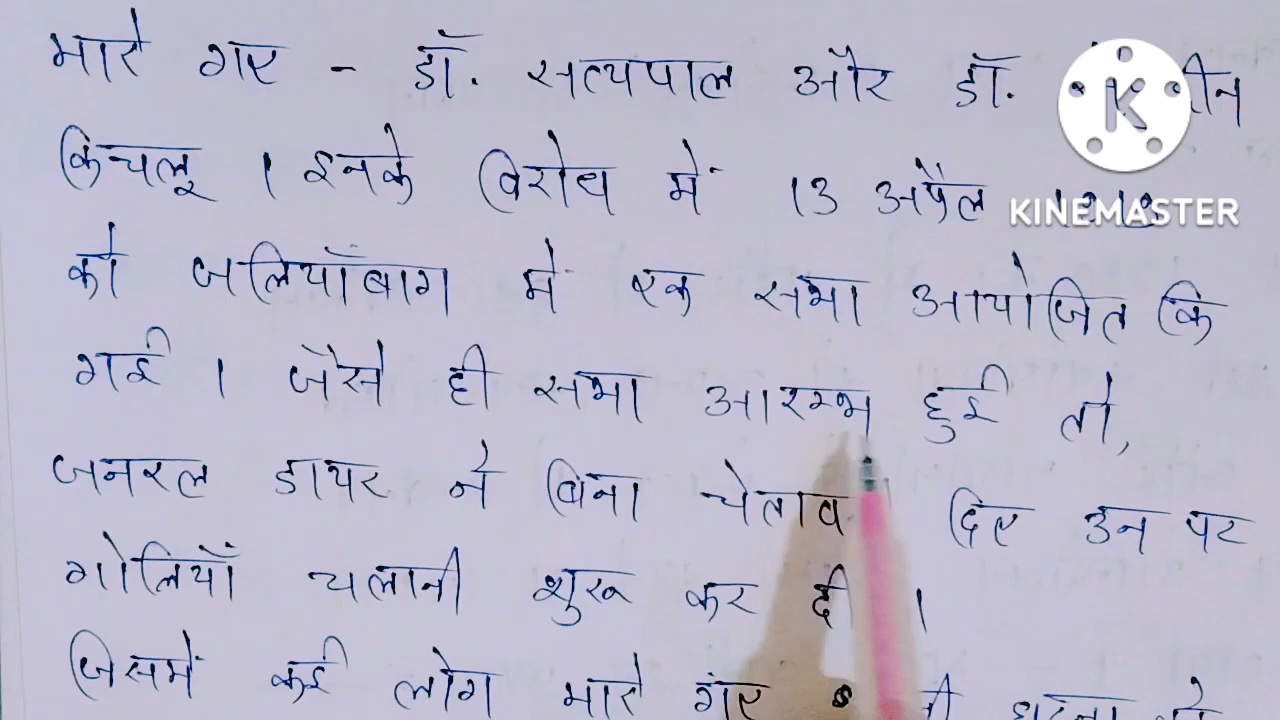 मारे गए - डॉ. सत्यपाल और डॉ.
किचलू । इनके विरोध में 13 अप्रैल
को जलियाँबाग में एक सभा आयोजित कि
गई । जैसे ही सभा आरम्भ हुई तो,
जनरल डायर ने बिना दिए उन पर
गोलियाँ चलानी शुरू कर दी ।
जिसमें कई लोग मारे गए
KINEMASTER